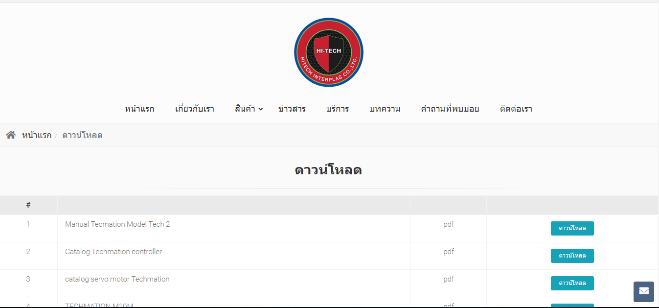 HI-TECH
HITECH INTERPLAS CO.,LTD.
หน้าแรก เกี่ยวกับเรา สินค้า ข่าวสาร บริการ บทความ คำถามที่พบบ่อย ติดต่อเรา
หน้าแรก / ดาวน์โหลด
ดาวน์โหลด
#
1 Manual Tecmation Model Tech 2 pdf ดาวน์โหลด
2 Catalog Techmation controller pdf ดาวน์โหลด
3 catalog servo motor Techmation pdf ดาวน์โหลด
4 TECHMATION pdf